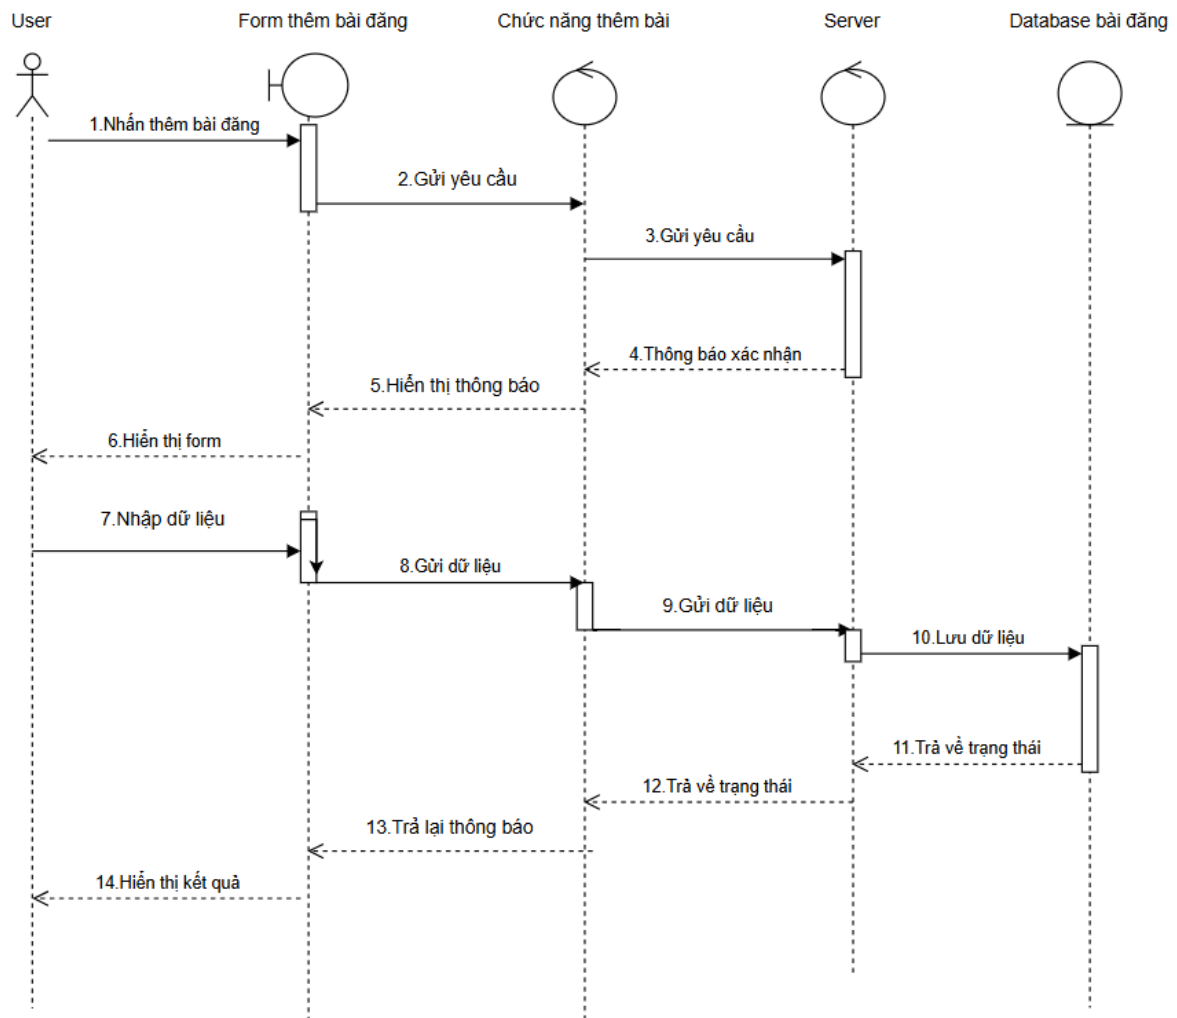 User
Form thêm bài đăng
Chức năng thêm bài
Server
Database bài đăng
1.Nhấn thêm bài đăng
2.Gửi yêu cầu
3.Gửi yêu cầu
4.Thông báo xác nhận
5.Hiển thị thông báo
6.Hiển thị form
7.Nhập dữ liệu
8.Gửi dữ liệu
9.Gửi dữ liệu
10.Lưu dữ liệu
11.Trả về trạng thái
12.Trả về trạng thái
13.Trả lại thông báo
14.Hiển thị kết quả